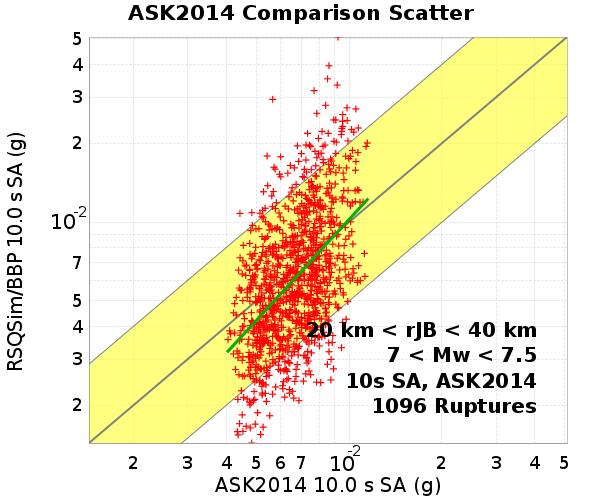 ASK2014 Comparison Scatter
RSQSim/BBP 10.0 s SA (g)
5
4
3
2
10-2
7
5
4
3
2
20 km < rJB < 40 km
7 < Mw < 7.5
10s SA, ASK2014
1096 Ruptures
2 3 4 5 6 7 10-2 2 3 4 5
ASK2014 10.0 s SA (g)